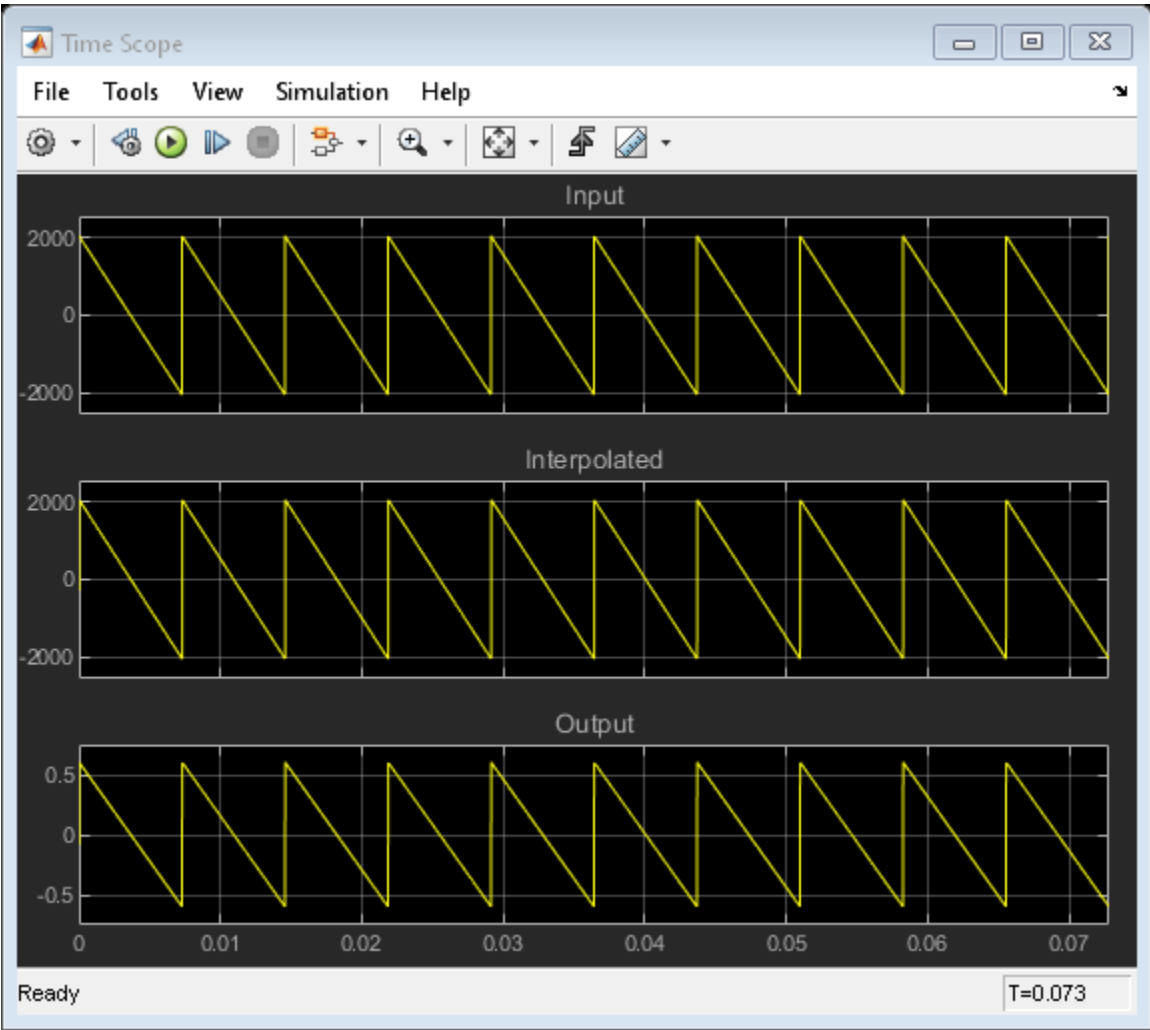 Time Scope
File Tools View Simulation Help
Input
2000
0
-2000
Interpolated
2000
0
-2000
Output
0.5
0
-0.5
0 0.01 0.02 0.03 0.04 0.05 0.06 0.07
Ready T=0.073